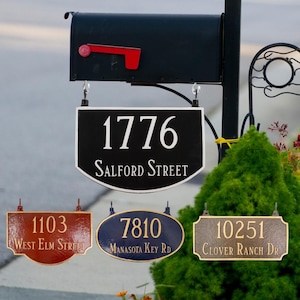 1776
SALFORD STREET
1103
WEST ELM STREET
7810
MANASOTA KEY RD
10251
CLOVER RANCH DR